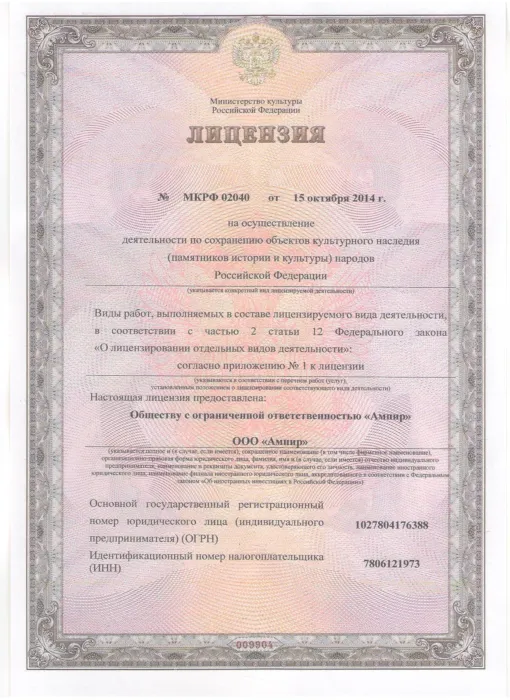 Министерство культуры
Российской Федерации
ЛИЦЕНЗИЯ
№ МКРФ 02040 от 15 октября 2014 г.
на осуществление
деятельности по сохранению объектов культурного наследия
(памятников истории и культуры) народов
Российской Федерации
(указывается конкретный вид лицензируемой деятельности)
Виды работ, выполняемых в составе лицензируемого вида деятельности,
в соответствии с частью 2 статьи 12 Федерального закона
«О лицензировании отдельных видов деятельности»:
согласно приложению № 1 к лицензии
(указываются в соответствии с перечнем работ (услуг),
установленным положением о лицензировании соответствующего вида деятельности)
Настоящая лицензия предоставлена:
Обществу с ограниченной ответственностью «Ампир»
ООО «Ампир»
(указывается полное и (в случае, если имеется), сокращенное наименование (в том числе фирменное наименование),
организационно-правовая форма юридического лица, фамилия, имя и (в случае, если имеется) отчество индивидуального
предпринимателя, наименование и реквизиты документа, удостоверяющего его личность, наименование иностранного
юридического лица, наименование филиала иностранного юридического лица, аккредитованного в соответствии с Федеральным
законом «Об иностранных инвестициях в Российской Федерации»)
Основной государственный регистрационный
номер юридического лица (индивидуального
предпринимателя) (ОГРН)
1027804176388
Идентификационный номер налогоплательщика
(ИНН)
7806121973
009904